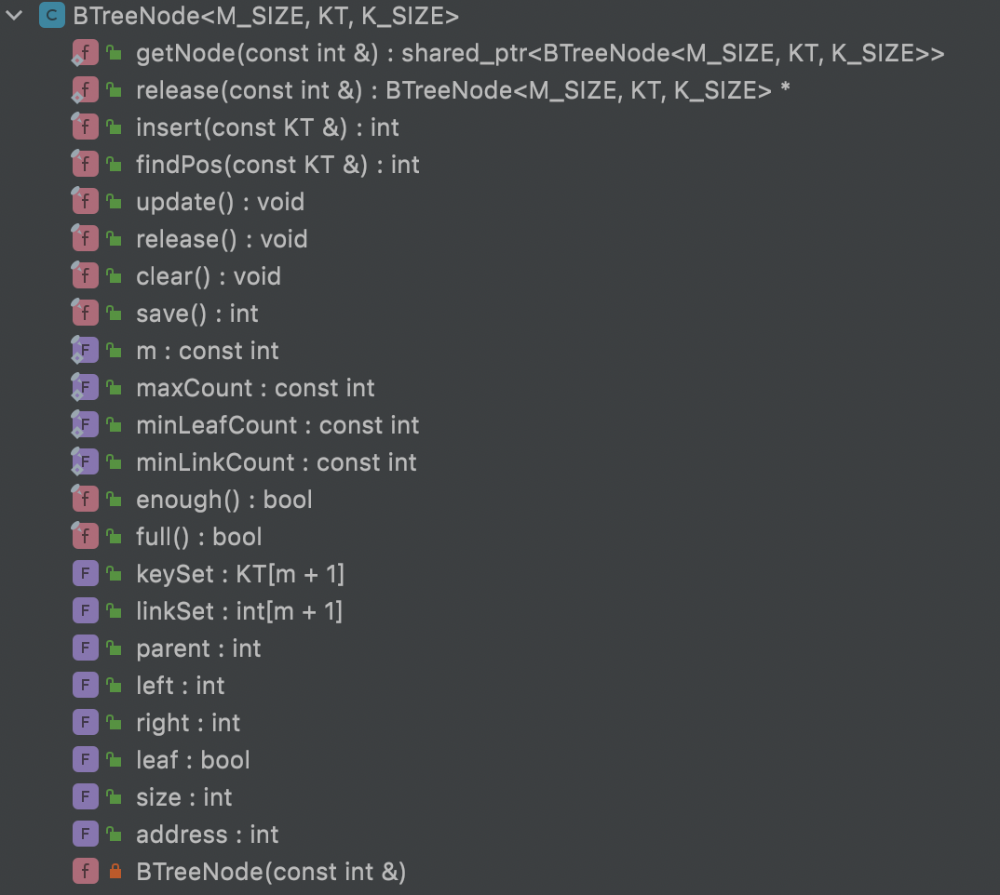 C BTreeNode<M_SIZE, KT, K_SIZE>
f getNode(const int &) : shared_ptr<BTreeNode<M_SIZE, KT, K_SIZE>>
f release(const int &) : BTreeNode<M_SIZE, KT, K_SIZE> *
f insert(const KT &) : int
f findPos(const KT &) : int
f update() : void
f release() : void
f clear() : void
f save() : int
F m : const int
F maxCount : const int
F minLeafCount : const int
F minLinkCount : const int
f enough() : bool
f full() : bool
F keySet : KT[m + 1]
F linkSet : int[m + 1]
F parent : int
F left : int
F right : int
F leaf : bool
F size : int
F address : int
f BTreeNode(const int &)